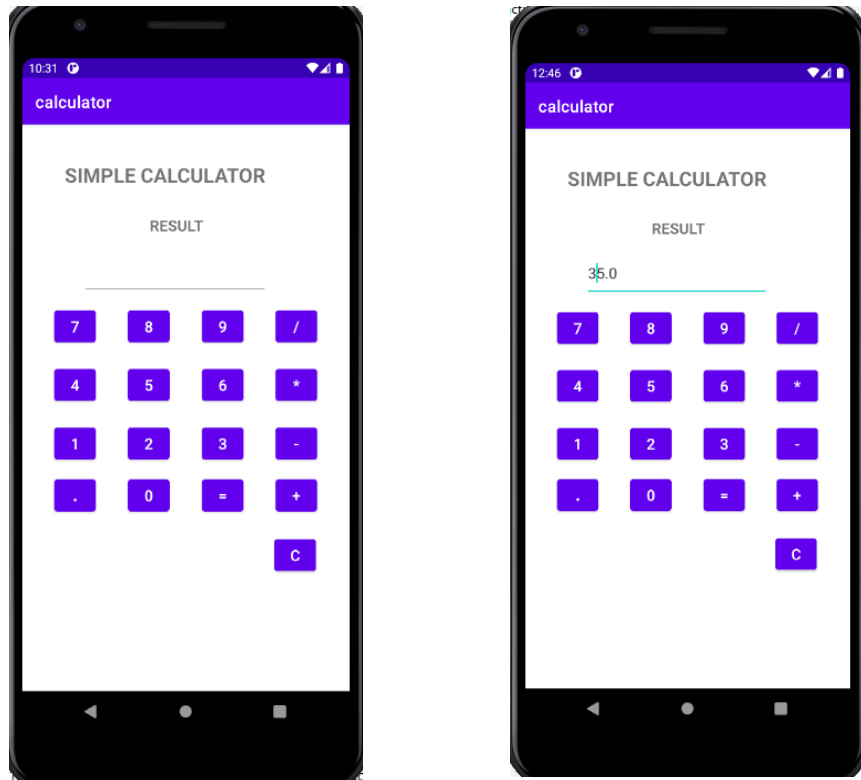 10:31
calculator
SIMPLE CALCULATOR
RESULT
7 8 9 /
4 5 6 *
1 2 3 -
. 0 = +
C
12:46
calculator
SIMPLE CALCULATOR
RESULT
35.0
7 8 9 /
4 5 6 *
1 2 3 -
. 0 = +
C